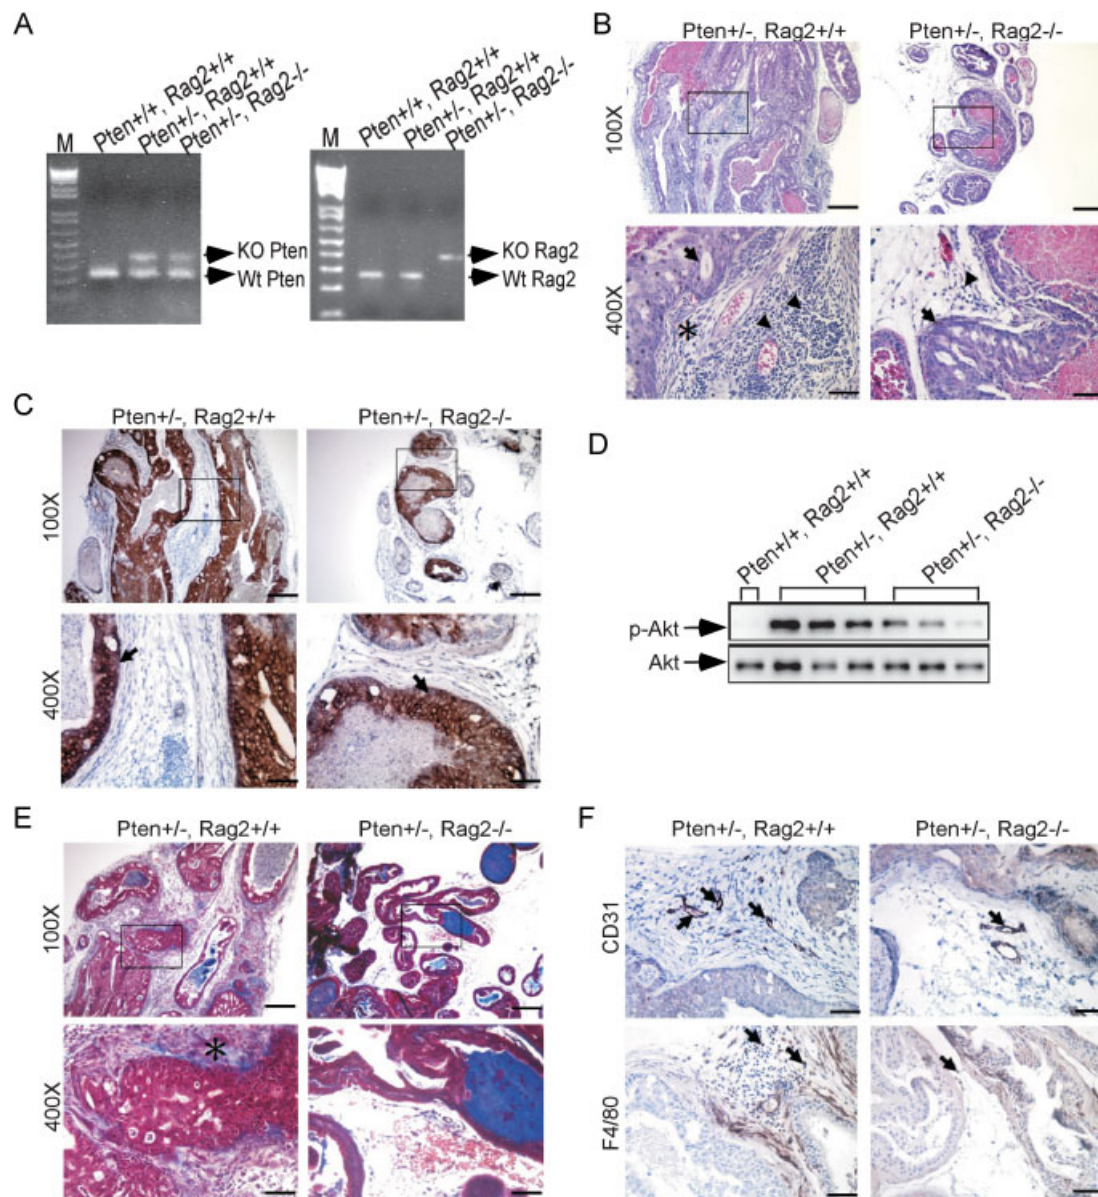 A
M
Pten+/+, Rag2+/+
Pten+/-, Rag2+/+
Pten+/-, Rag2-/-
KO Pten
Wt Pten
M
Pten+/+, Rag2+/+
Pten+/-, Rag2+/+
Pten+/-, Rag2-/-
KO Rag2
Wt Rag2
B
Pten+/-, Rag2+/+
Pten+/-, Rag2-/-
100X
400X
*
C
Pten+/-, Rag2+/+
Pten+/-, Rag2-/-
100X
400X
D
Pten+/+, Rag2+/+
Pten+/-, Rag2+/+
Pten+/-, Rag2-/-
p-Akt
Akt
E
Pten+/-, Rag2+/+
Pten+/-, Rag2-/-
100X
400X
*
F
Pten+/-, Rag2+/+
Pten+/-, Rag2-/-
CD31
F4/80